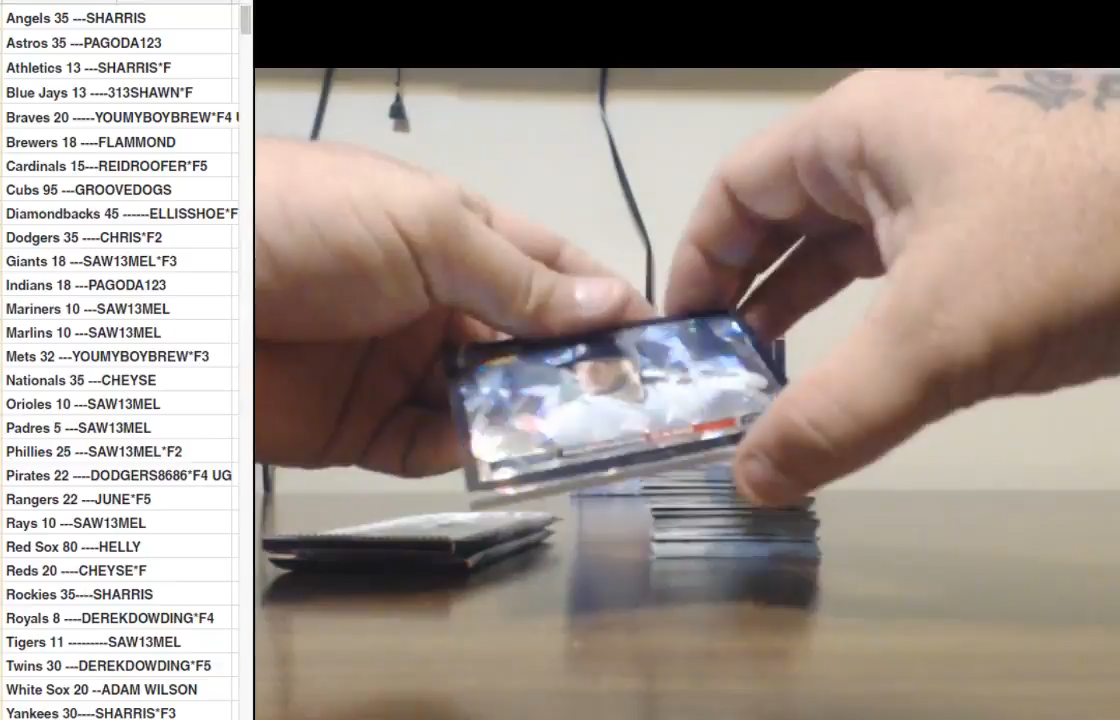 Angels 35 ---SHARRIS
Astros 35 ---PAGODA123
Athletics 13 ---SHARRIS*F
Blue Jays 13 ----313SHAWN*F
Braves 20 -----YOUMYBOYBREW*F4 U
Brewers 18 ----FLAMMOND
Cardinals 15---REIDROOFER*F5
Cubs 95 ---GROOVEDOGS
Diamondbacks 45 ------ELLISSHOE*F
Dodgers 35 ----CHRIS*F2
Giants 18 ---SAW13MEL*F3
Indians 18 ---PAGODA123
Mariners 10 ---SAW13MEL
Marlins 10 ---SAW13MEL
Mets 32 ---YOUMYBOYBREW*F3
Nationals 35 ---CHEYSE
Orioles 10 ---SAW13MEL
Padres 5 ---SAW13MEL
Phillies 25 ---SAW13MEL*F2
Pirates 22 ----DODGERS8686*F4 UG
Rangers 22 ---JUNE*F5
Rays 10 ---SAW13MEL
Red Sox 80 ----HELLY
Reds 20 ----CHEYSE*F
Rockies 35----SHARRIS
Royals 8 ----DEREKDOWDING*F4
Tigers 11 ---------SAW13MEL
Twins 30 ---DEREKDOWDING*F5
White Sox 20 --ADAM WILSON
Yankees 30----SHARRIS*F3